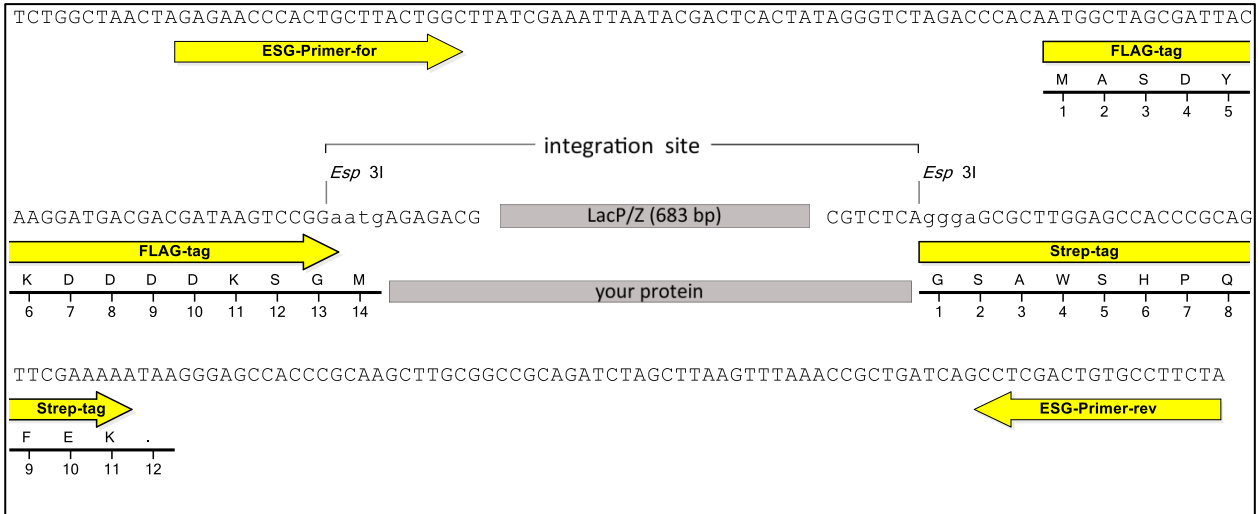 TCTGGCTAACTAGAGAACCCACTGCTTACTGGCTTATCGAAATTAATACGACTCACTATAGGGTCTAGACCCACAATGGCTAGCGATTAC
ESG-Primer-for FLAG-tag
M A S D Y
1 2 3 4 5
integration site
Esp 3I Esp 3I
AAGGATGACGACGATAAGTCCGGaatgAGAGACG LacP/Z (683 bp) CGTCTCAgggaGCGCTTGGAGCCACCCGCAG
FLAG-tag Strep-tag
K D D D D K S G M your protein G S A W S H P Q
6 7 8 9 10 11 12 13 14 1 2 3 4 5 6 7 8
TTCGAAAAATAAGGGAGCCACCCGCAAGCTTGCGGCCGCAGATCTAGCTTAAGTTTAAACCGCTGATCAGCCTCGACTGTGCCTTCTA
Strep-tag ESG-Primer-rev
F E K .
9 10 11 12